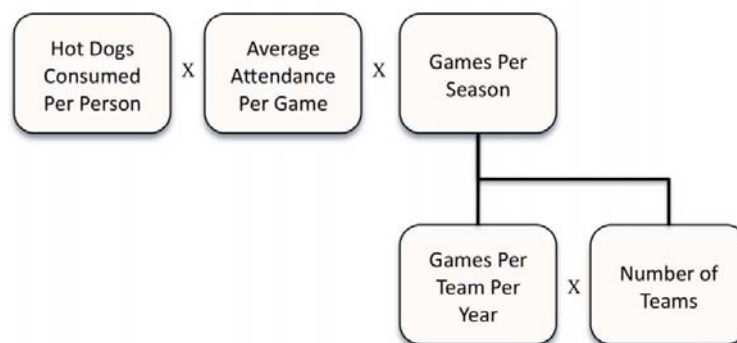 Hot Dogs
Consumed
Per Person
X
Average
Attendance
Per Game
X
Games Per
Season
Games Per
Team Per
Year
X
Number of
Teams